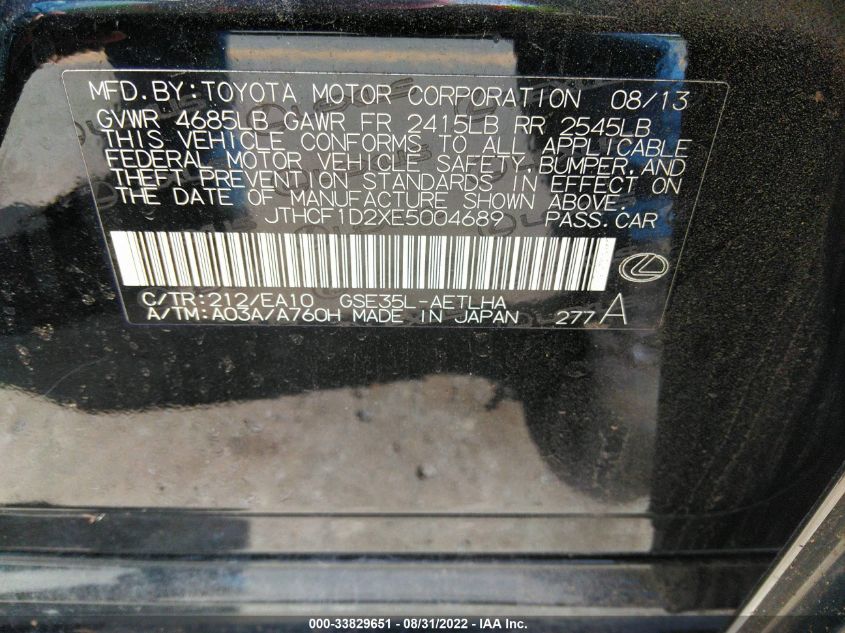 MFD.BY:TOYOTA MOTOR CORPORATION 08/13
GVWR 4685LB GAWR FR 2415LB RR 2545LB
THIS VEHICLE CONFORMS TO ALL APPLICABLE
FEDERAL MOTOR VEHICLE SAFETY,BUMPER,AND
THEFT PREVENTION STANDARDS IN EFFECT ON
THE DATE OF MANUFACTURE SHOWN ABOVE.
JTHCF1D2XE5004689 PASS.CAR
C/TR:212/EA10 GSE35L-AETLHA
A/TM:A03A/A760H MADE IN JAPAN 277A
000-33829651 - 08/31/2022 - IAA Inc.